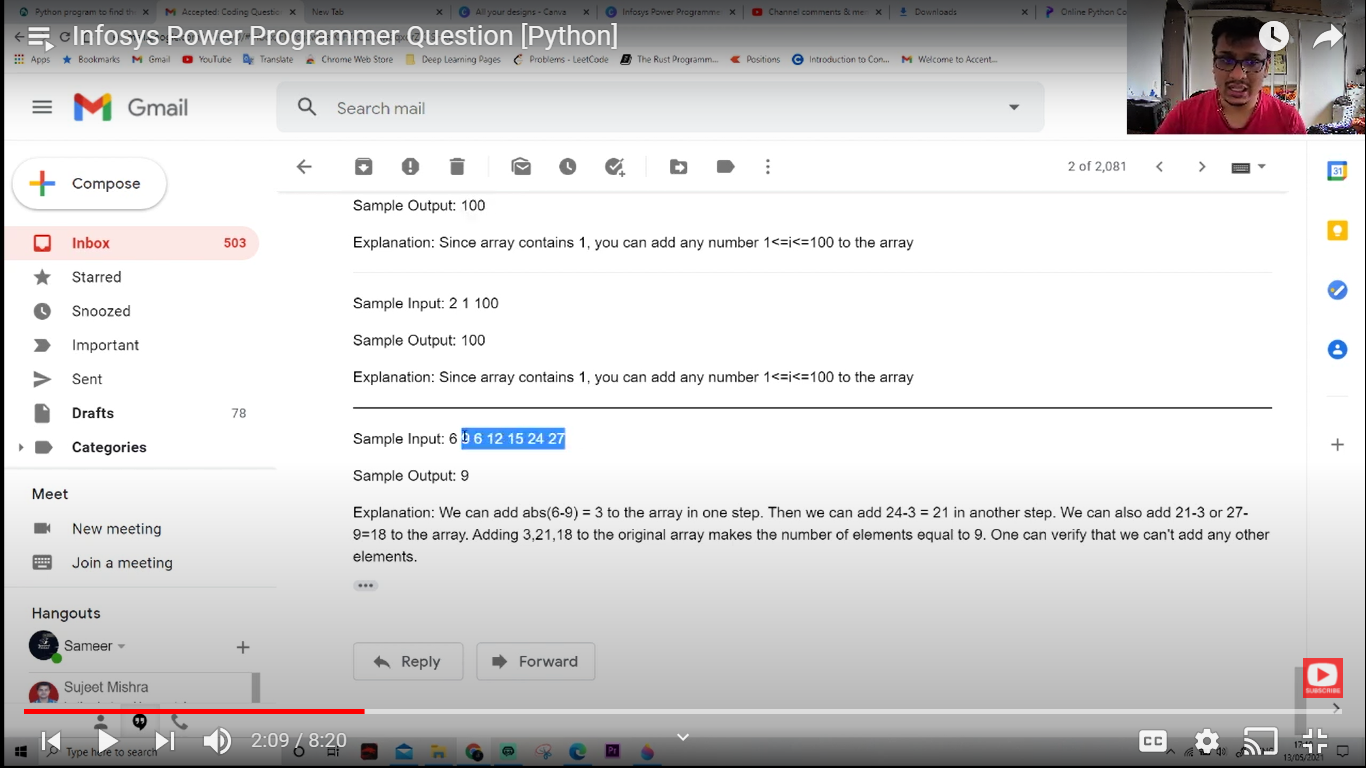 Python program to find th
Accepted: Coding Questic
New Tab
All your designs - Canva
Infosys Power Programme
Channel comments & me
Downloads
Online Python Co
Infosys Power Programmer Question [Python]
Apps
Bookmarks
Gmail
YouTube
Translate
Chrome Web Store
Deep Learning Pages
Problems - LeetCode
The Rust Programm...
Positions
Introduction to Con...
Welcome to Accent...
Gmail
Search mail
Compose
2 of 2,081
31
Inbox 503
Starred
Snoozed
Important
Sent
Drafts 78
Categories
Meet
New meeting
Join a meeting
Hangouts
Sameer
Sujeet Mishra
Sample Output: 100
Explanation: Since array contains 1, you can add any number 1<=i<=100 to the array
Sample Input: 2 1 100
Sample Output: 100
Explanation: Since array contains 1, you can add any number 1<=i<=100 to the array
Sample Input: 6 9 6 12 15 24 27
Sample Output: 9
Explanation: We can add abs(6-9) = 3 to the array in one step. Then we can add 24-3 = 21 in another step. We can also add 21-3 or 27-
9=18 to the array. Adding 3,21,18 to the original array makes the number of elements equal to 9. One can verify that we can't add any other
elements.
Reply
Forward
SUBSCRIBE
2:09 / 8:20
CC
Type here to search
Pr
13/05/2021